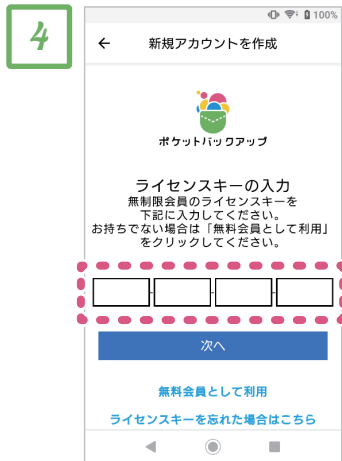 4
100%
← 新規アカウントを作成
ポケットバックアップ
ライセンスキーの入力
無制限会員のライセンスキーを
下記に入力してください。
お持ちでない場合は「無料会員として利用」
をクリックしてください。
次へ
無料会員として利用
ライセンスキーを忘れた場合はこちら